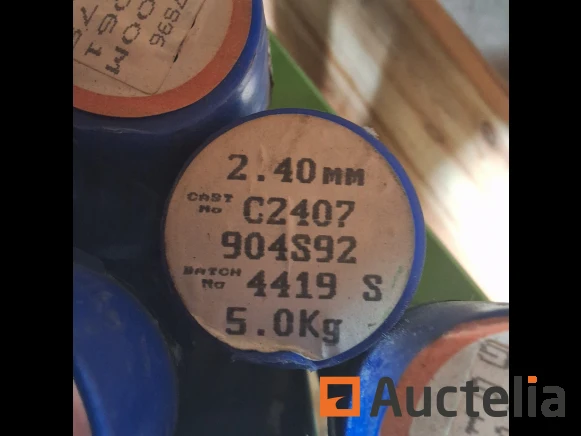 2.40MM
CAST No C2407
904S92
BATCH No 4419 S
5.0Kg
Auctelia